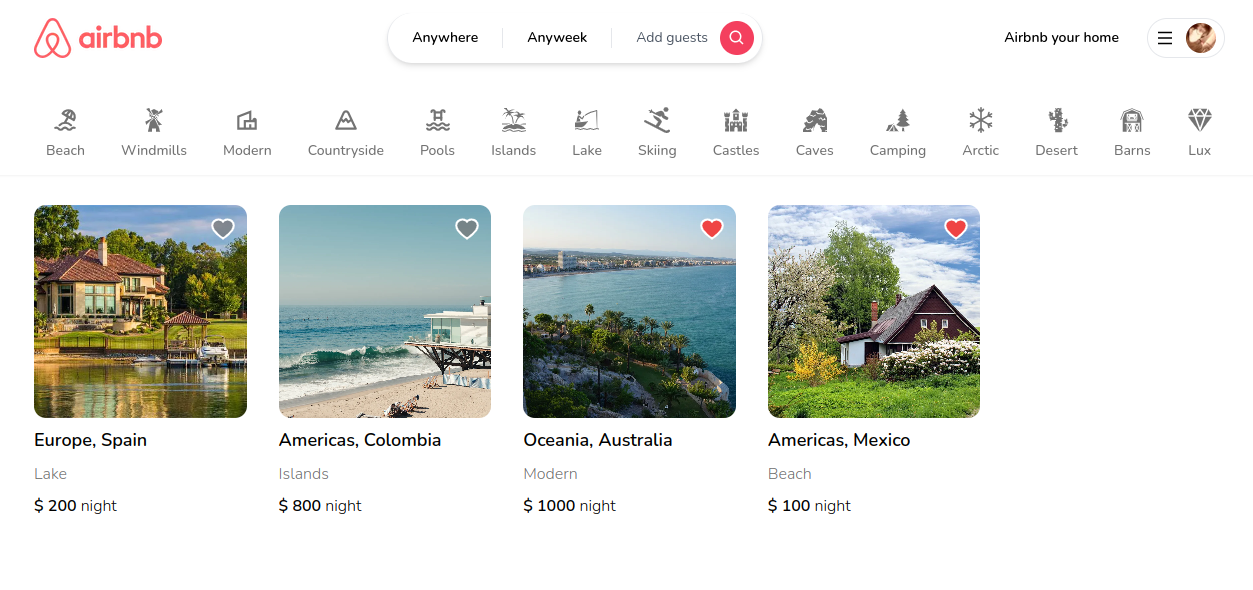 airbnb
Anywhere Anyweek Add guests
Airbnb your home
Beach Windmills Modern Countryside Pools Islands Lake Skiing Castles Caves Camping Arctic Desert Barns Lux
Europe, Spain
Lake
$ 200 night
Americas, Colombia
Islands
$ 800 night
Oceania, Australia
Modern
$ 1000 night
Americas, Mexico
Beach
$ 100 night